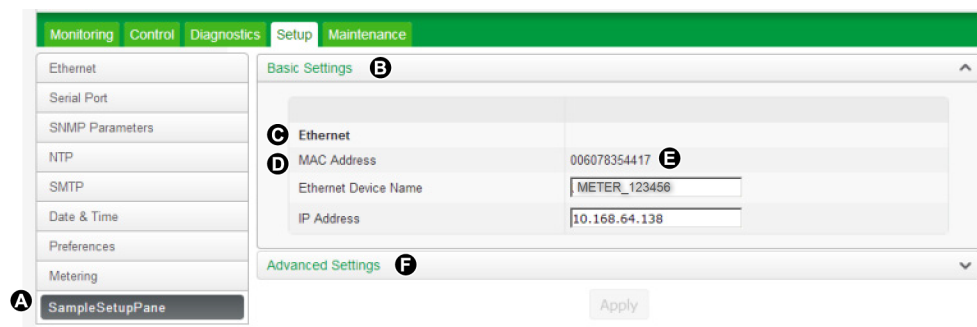 Monitoring Control Diagnostics Setup Maintenance
Ethernet
Serial Port
SNMP Parameters
NTP
SMTP
Date & Time
Preferences
Metering
A SampleSetupPane
Basic Settings B
C Ethernet
D MAC Address 006078354417 E
Ethernet Device Name METER_123456
IP Address 10.168.64.138
Advanced Settings F
Apply